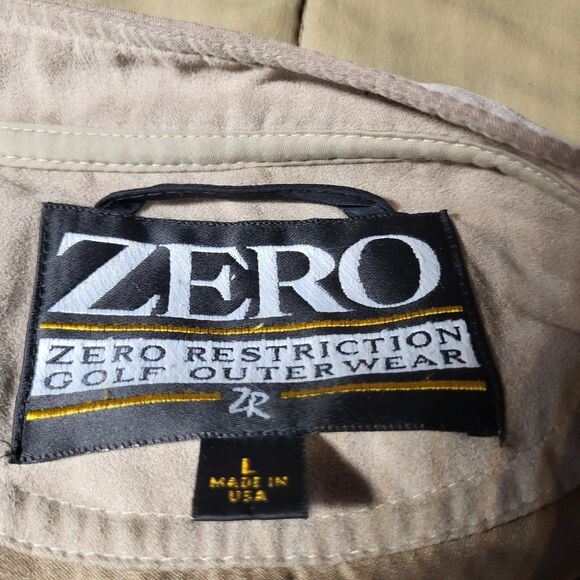 ZERO
ZERO RESTRICTION
GOLF OUTERWEAR
ZR
L
MADE IN
USA